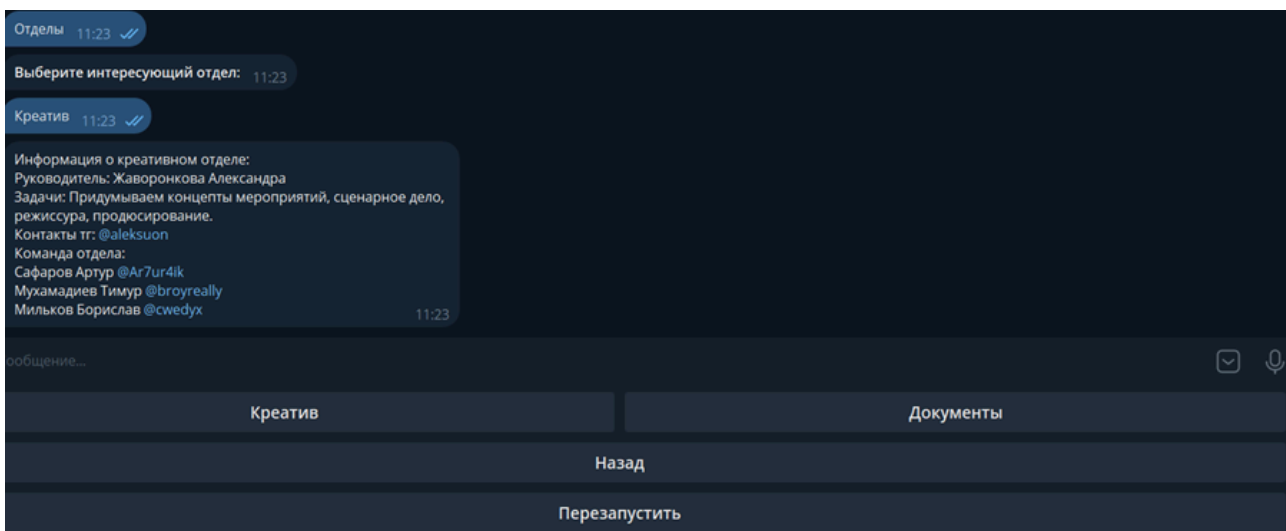 Отделы 11:23
Выберите интересующий отдел: 11:23
Креатив 11:23
Информация о креативном отделе:
Руководитель: Жаворонкова Александра
Задачи: Придумываем концепты мероприятий, сценарное дело,
режиссура, продюсирование.
Контакты тг: @aleksuon
Команда отдела:
Сафаров Артур @Ar7ur4ik
Мухамадиев Тимур @broyreally
Мильков Борислав @cwedyx
11:23
ообщение...
Креатив Документы
Назад
Перезапустить